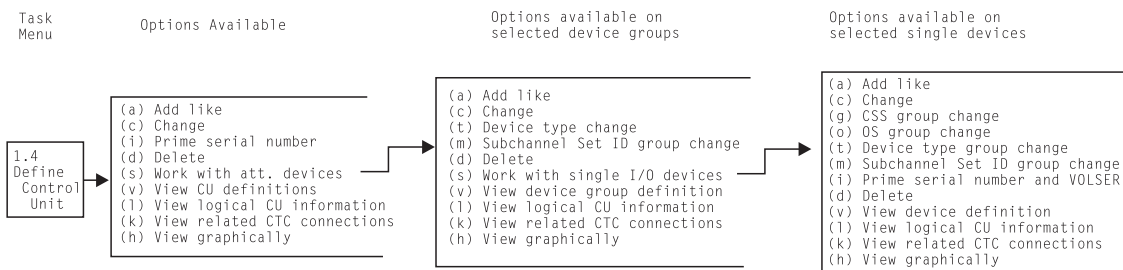 Task
Menu
Options Available
Options available on
selected device groups
Options available on
selected single devices
1.4
Define
Control
Unit
(a) Add like
(c) Change
(i) Prime serial number
(d) Delete
(s) Work with att. devices
(v) View CU definitions
(l) View logical CU information
(k) View related CTC connections
(h) View graphically
(a) Add like
(c) Change
(t) Device type change
(m) Subchannel Set ID group change
(d) Delete
(s) Work with single I/O devices
(v) View device group definition
(l) View logical CU information
(k) View related CTC connections
(h) View graphically
(a) Add like
(c) Change
(g) CSS group change
(o) OS group change
(t) Device type group change
(m) Subchannel Set ID group change
(i) Prime serial number and VOLSER
(d) Delete
(v) View device definition
(l) View logical CU information
(k) View related CTC connections
(h) View graphically